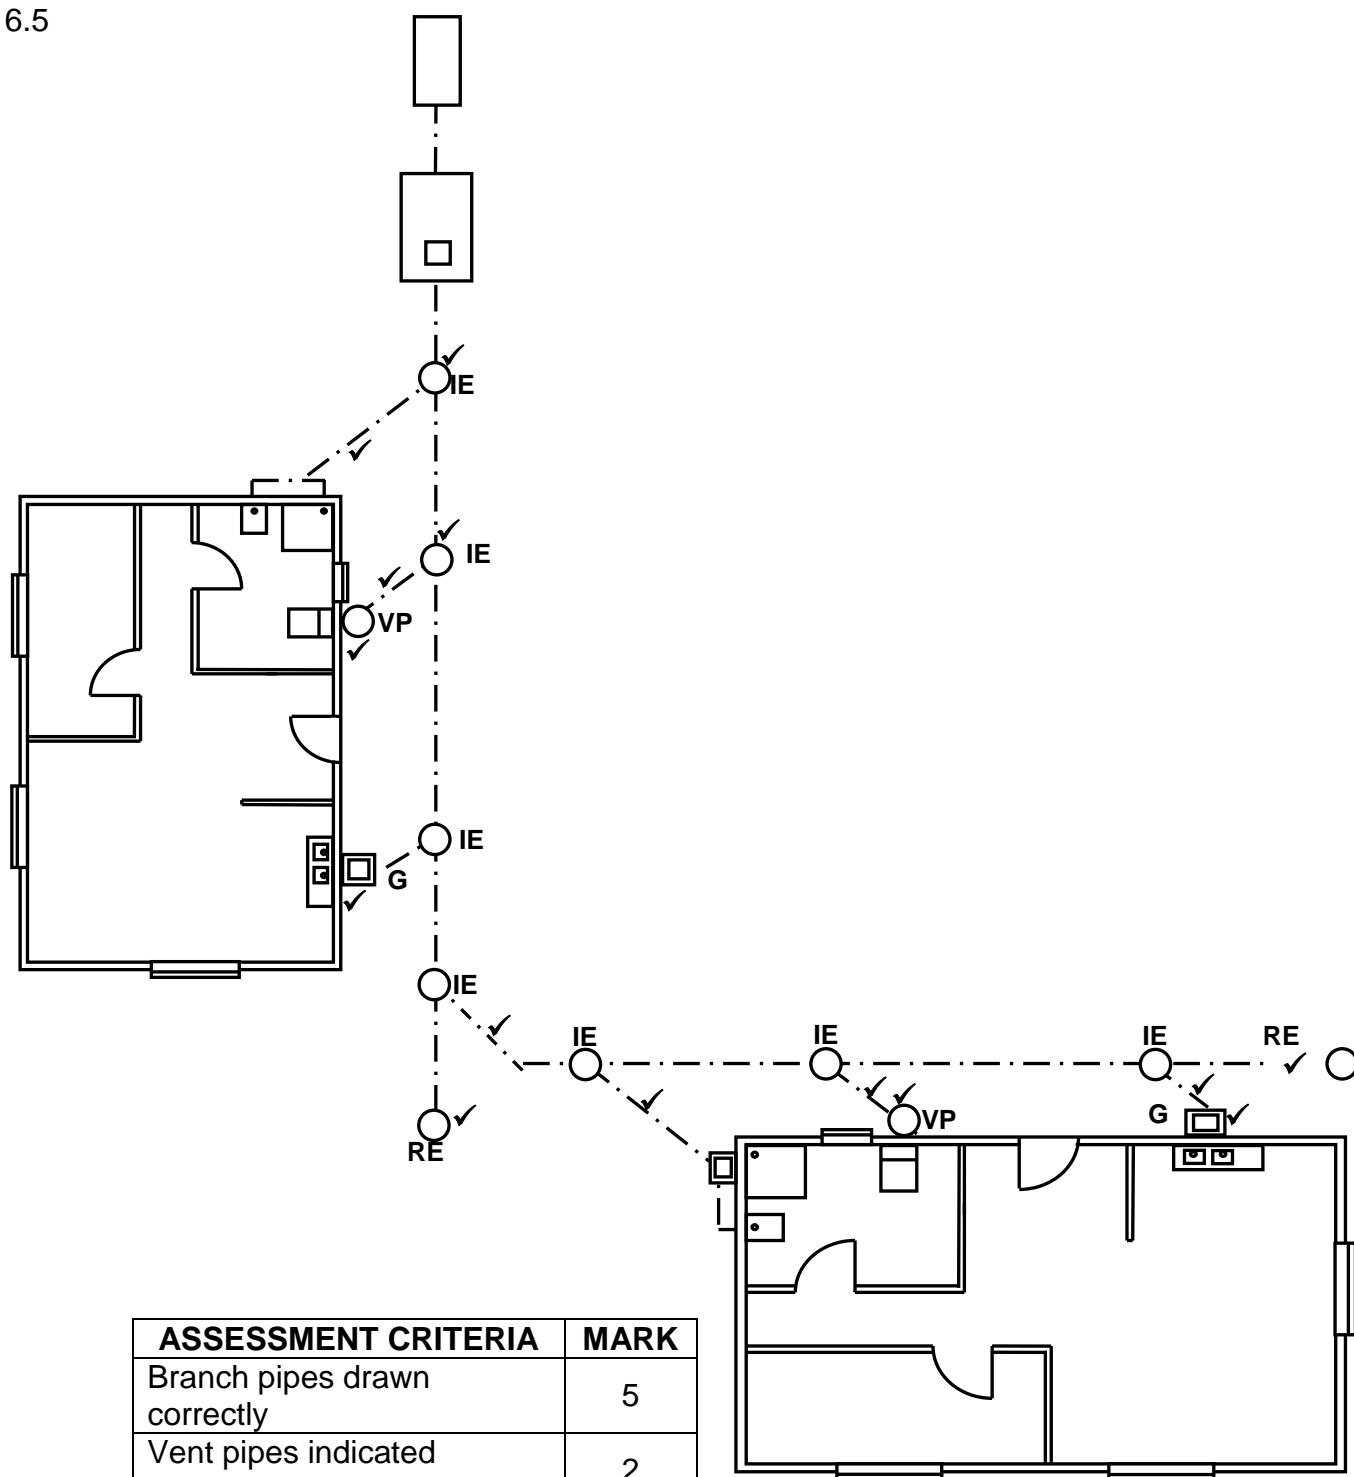 6.5
IE
IE
VP
IE
G
IE
IE
IE
IE
RE
RE
VP
G
ASSESSMENT CRITERIA MARK
Branch pipes drawn
correctly 5
Vent pipes indicated 2